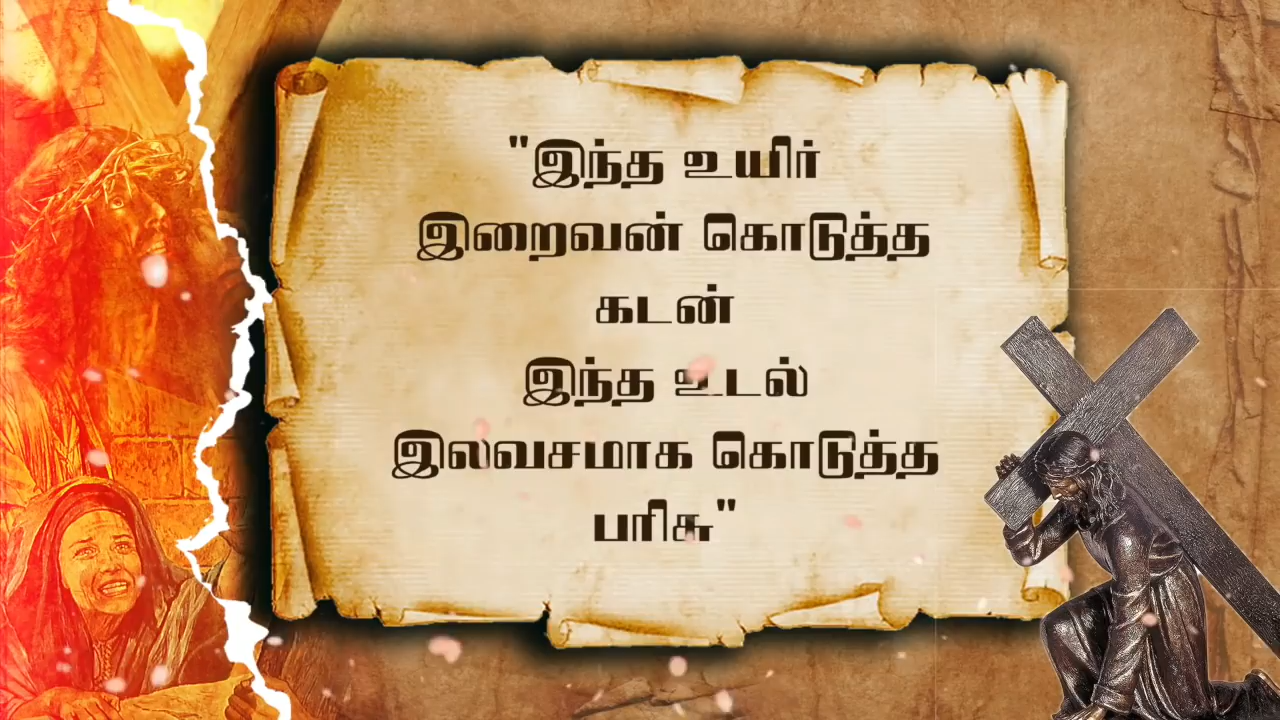 "இந்த உயிர்
இறைவன் கொடுத்த
கடன்
இந்த உடல்
இலவசமாக கொடுத்த
பரிசு"